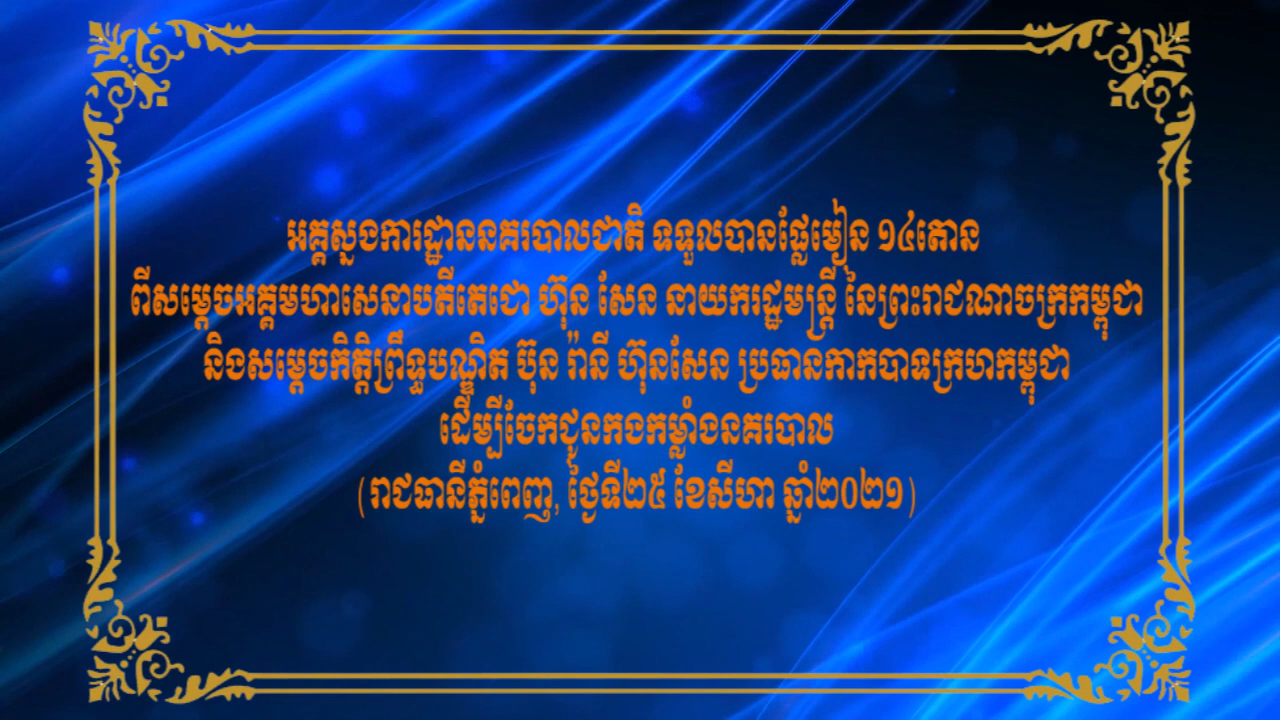 អគ្គស្នងការដ្ឋាននគរបាលជាតិ ទទួលបានផ្លែមៀន ១៤តោន
ពីសម្តេចអគ្គមហាសេនាបតីតេជោ ហ៊ុន សែន នាយករដ្ឋមន្ត្រី នៃព្រះរាជណាចក្រកម្ពុជា
និងសម្តេចកិត្តិព្រឹទ្ធបណ្ឌិត ប៊ុន រ៉ានី ហ៊ុនសែន ប្រធានកាកបាទក្រហកម្ពុជា
ដើម្បីចែកជូនកងកម្លាំងនគរបាល
(រាជធានីភ្នំពេញ, ថ្ងៃទី២៥ ខែសីហា ឆ្នាំ២០២១)